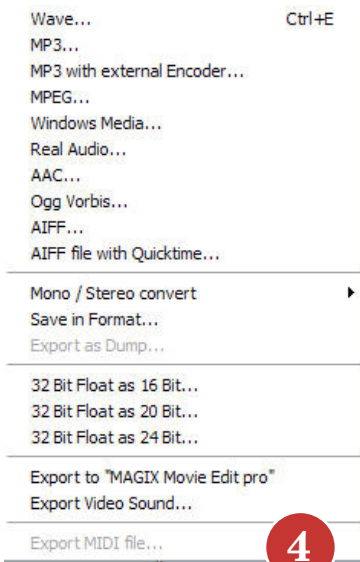 Wave... Ctrl+E
MP3...
MP3 with external Encoder...
MPEG...
Windows Media...
Real Audio...
AAC...
Ogg Vorbis...
AIFF...
AIFF file with Quicktime...
Mono / Stereo convert
Save in Format...
Export as Dump...
32 Bit Float as 16 Bit...
32 Bit Float as 20 Bit...
32 Bit Float as 24 Bit...
Export to "MAGIX Movie Edit pro"
Export Video Sound...
Export MIDI file...
4